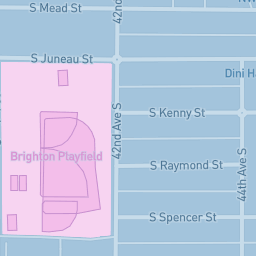 S Mead St
42nd
S Juneau St
Dini
S Kenny St
42nd Ave S
Brighton Playfield
S Raymond St
44th Ave S
S Spencer St